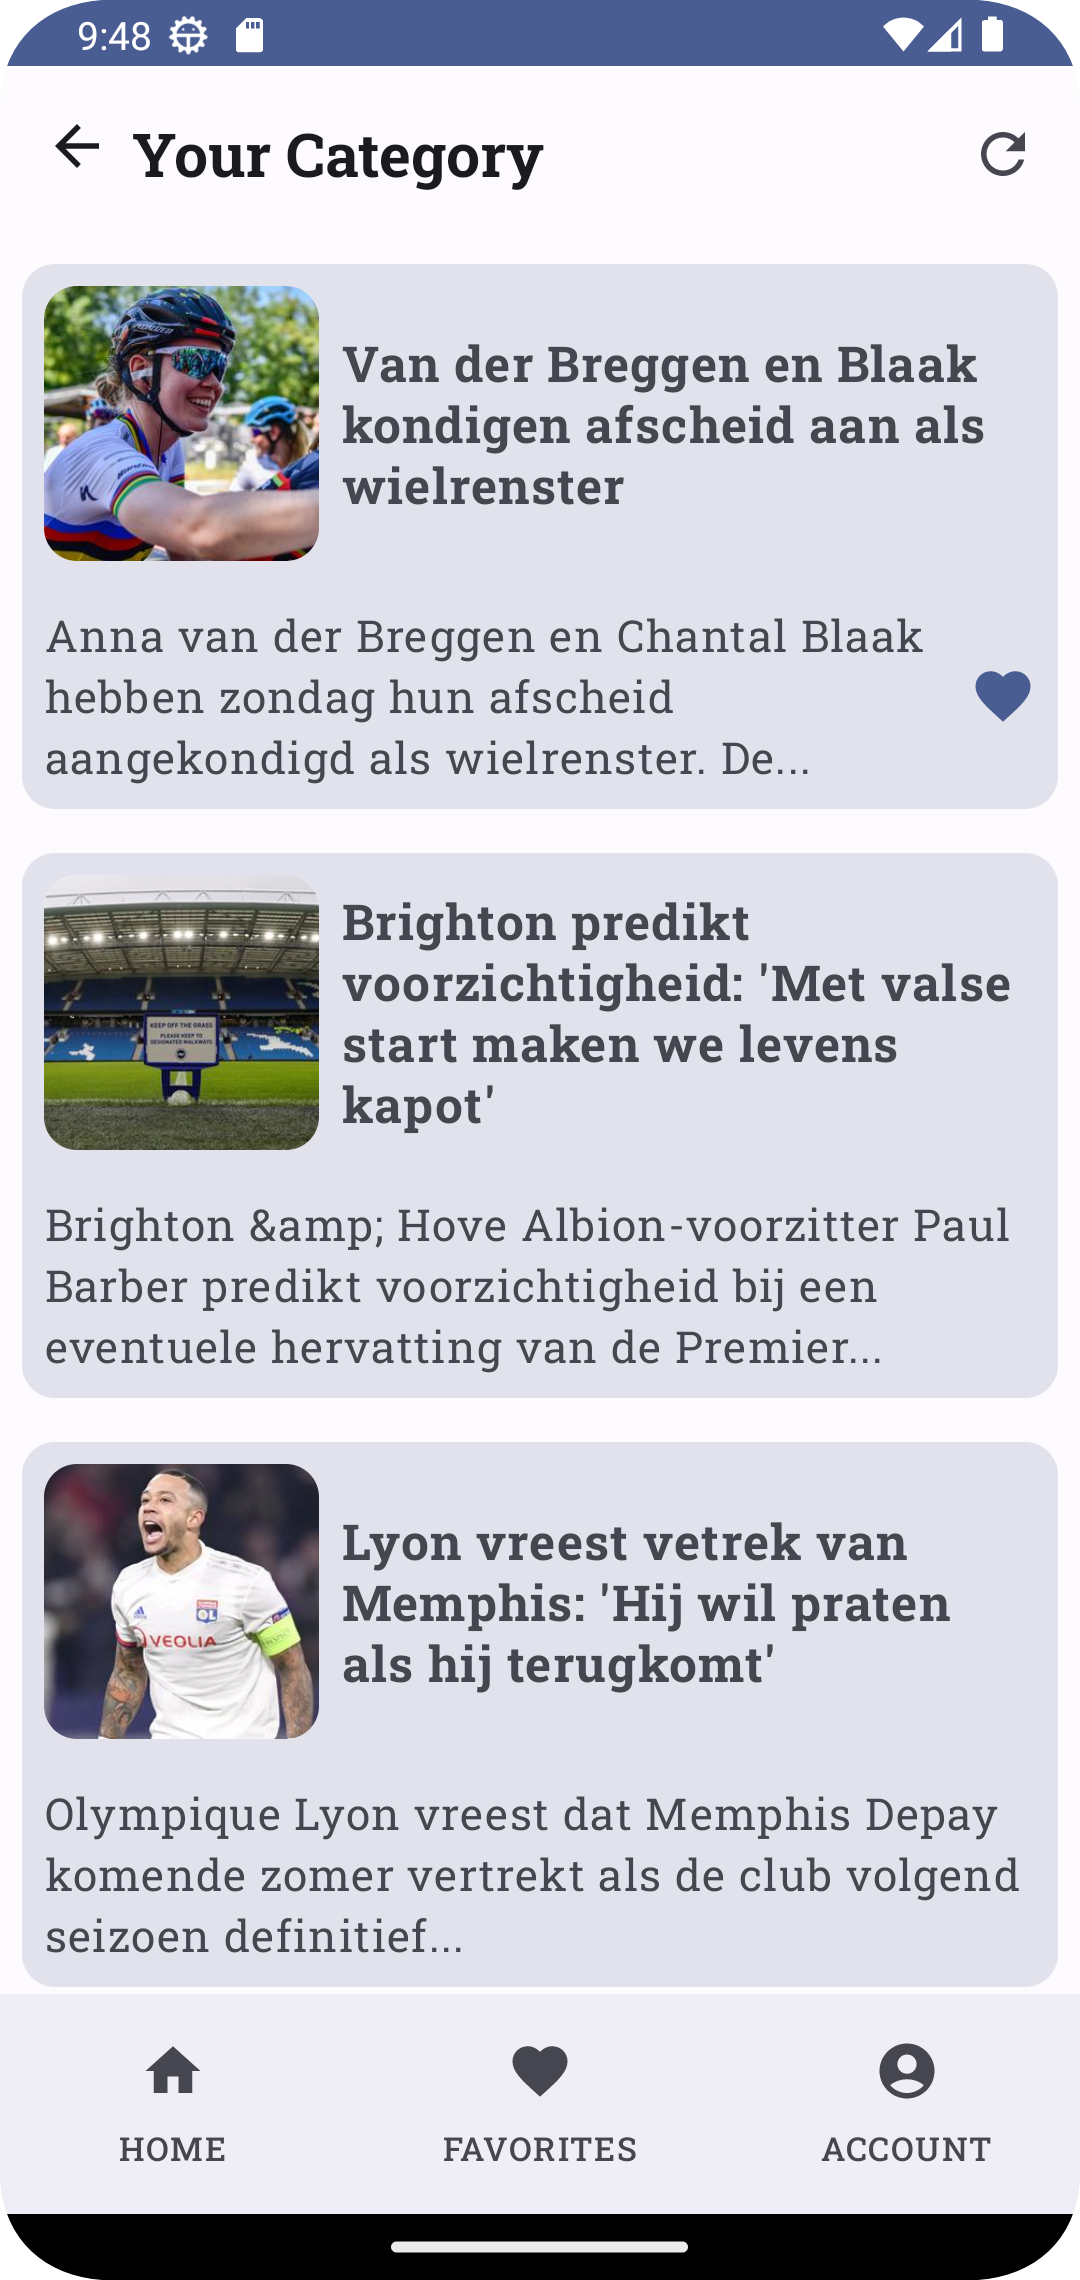 9:48
Your Category
Van der Breggen en Blaak
kondigen afscheid aan als
wielrenster
Anna van der Breggen en Chantal Blaak
hebben zondag hun afscheid
aangekondigd als wielrenster. De...
KEEP OFF THE GRASS
PLEASE KEEP TO
DESIGNATED WALKWAYS
Brighton predikt
voorzichtigheid: 'Met valse
start maken we levens
kapot'
Brighton &amp; Hove Albion-voorzitter Paul
Barber predikt voorzichtigheid bij een
eventuele hervatting van de Premier...
OL
VEOLIA
Lyon vreest vetrek van
Memphis: 'Hij wil praten
als hij terugkomt'
Olympique Lyon vreest dat Memphis Depay
komende zomer vertrekt als de club volgend
seizoen definitief...
HOME
FAVORITES
ACCOUNT